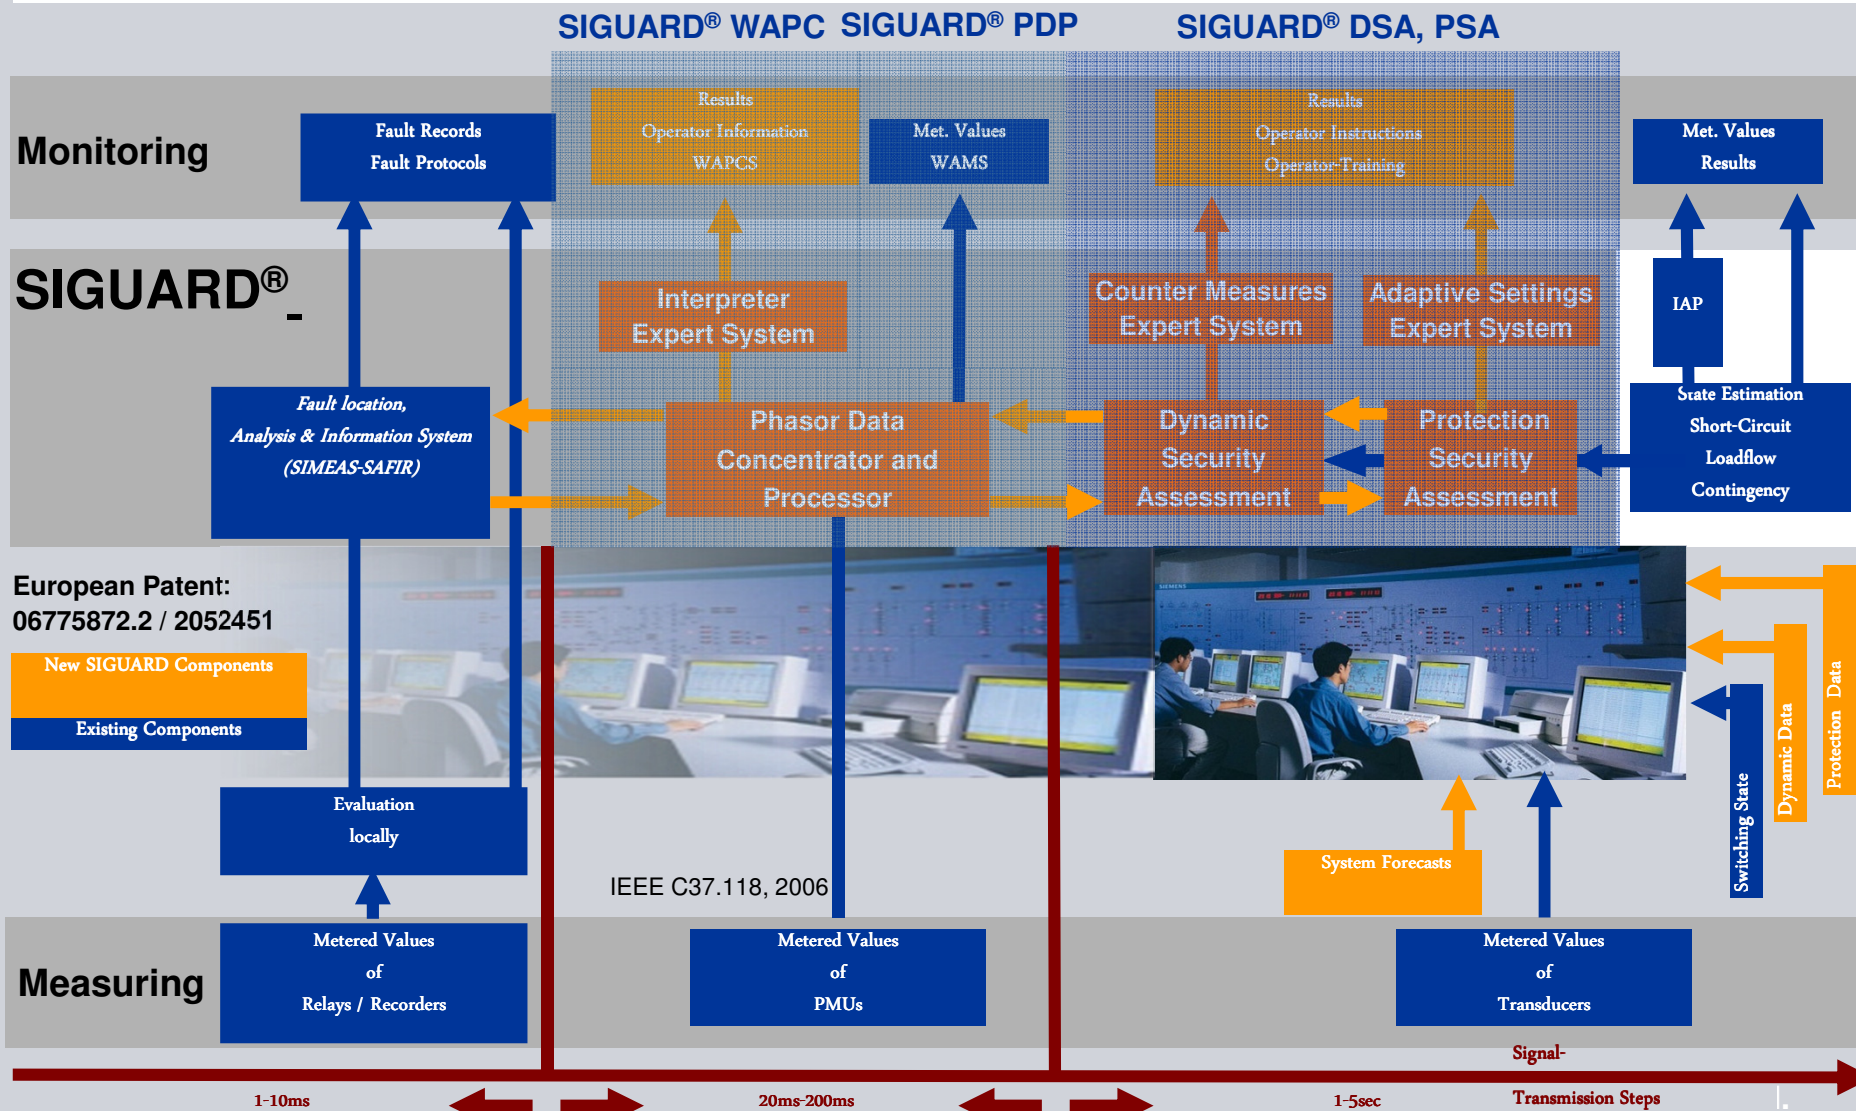 SIGUARD® WAPC SIGUARD® PDP SIGUARD® DSA, PSA
Monitoring
Fault Records
Fault Protocols
Results
Operator Information
WAPCS
Met. Values
WAMS
Results
Operator Instructions
Operator-Training
Met. Values
Results
SIGUARD®_
Interpreter
Expert System
Counter Measures
Expert System
Adaptive Settings
Expert System
IAP
Fault location,
Analysis & Information System
(SIMEAS-SAFIR)
Phasor Data
Concentrator and
Processor
Dynamic
Security
Assessment
Protection
Security
Assessment
State Estimation
Short-Circuit
Loadflow
Contingency
European Patent:
06775872.2 / 2052451
New SIGUARD Components
Existing Components
SIEMENS
Switching State
Dynamic Data
Protection Data
Evaluation
locally
IEEE C37.118, 2006
System Forecasts
Measuring
Metered Values
of
Relays / Recorders
Metered Values
of
PMUs
Metered Values
of
Transducers
Signal-
Transmission Steps
1-10ms
20ms-200ms
1-5sec